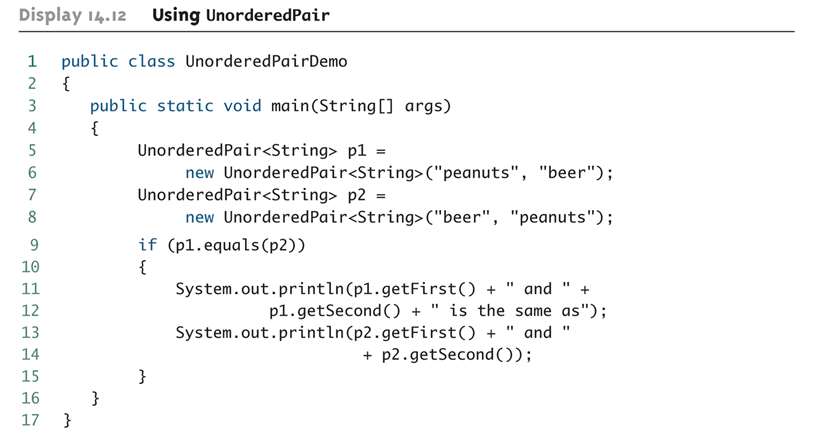 Display 14.12 Using UnorderedPair
1 public class UnorderedPairDemo
2 {
3 public static void main(String[] args)
4 {
5 UnorderedPair<String> p1 =
6 new UnorderedPair<String>("peanuts", "beer");
7 UnorderedPair<String> p2 =
8 new UnorderedPair<String>("beer", "peanuts");
9 if (p1.equals(p2))
10 {
11 System.out.println(p1.getFirst() + " and " +
12 p1.getSecond() + " is the same as");
13 System.out.println(p2.getFirst() + " and "
14 + p2.getSecond());
15 }
16 }
17 }